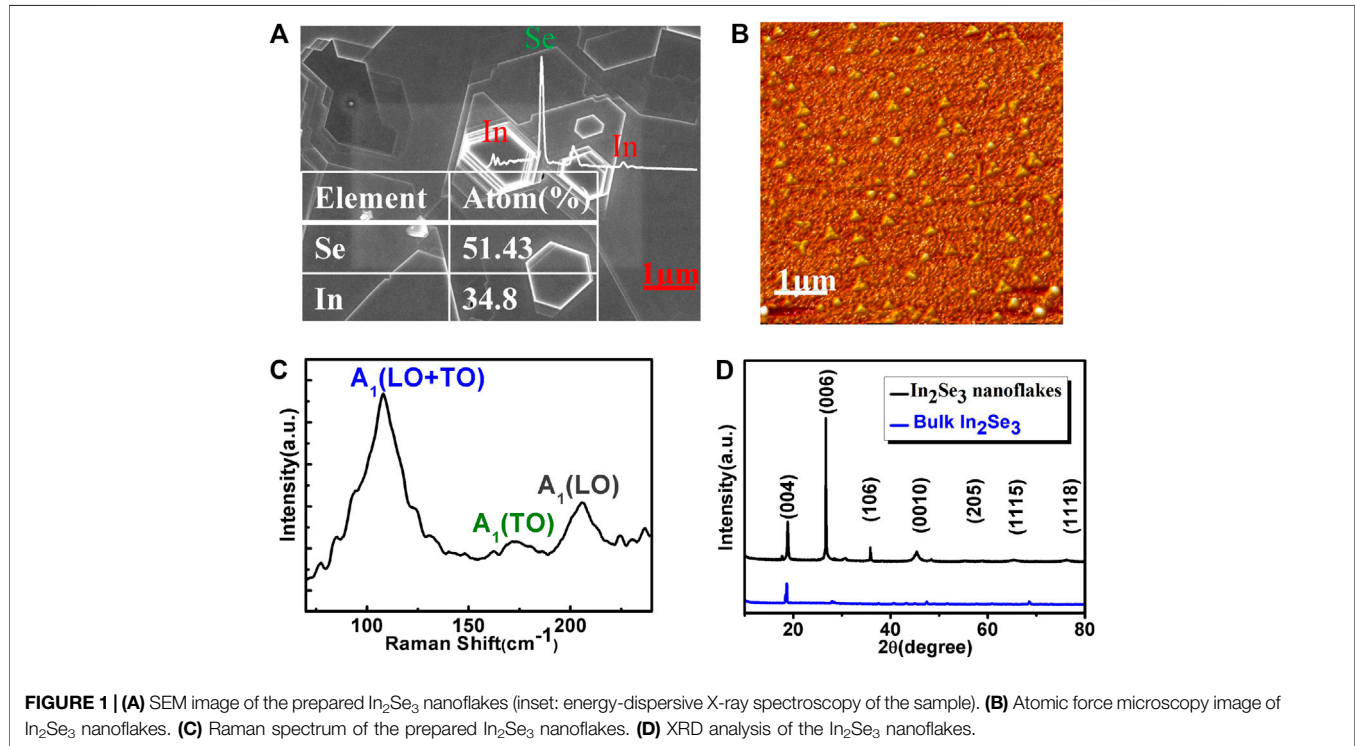 A
Se
In
In
Element Atom(%)
Se 51.43
In 34.8
1μm
B
1μm
C
A₁(LO+TO)
A₁(TO)
A₁(LO)
Intensity(a.u.)
100 150 200
Raman Shift(cm⁻¹)
D
In₂Se₃ nanoflakes
Bulk In₂Se₃
(004)
(006)
(106)
(0010)
(205)
(1115)
(1118)
Intensity(a.u.)
20 40 60 80
2θ(degree)
FIGURE 1 | (A) SEM image of the prepared In₂Se₃ nanoflakes (inset: energy-dispersive X-ray spectroscopy of the sample). (B) Atomic force microscopy image of
In₂Se₃ nanoflakes. (C) Raman spectrum of the prepared In₂Se₃ nanoflakes. (D) XRD analysis of the In₂Se₃ nanoflakes.